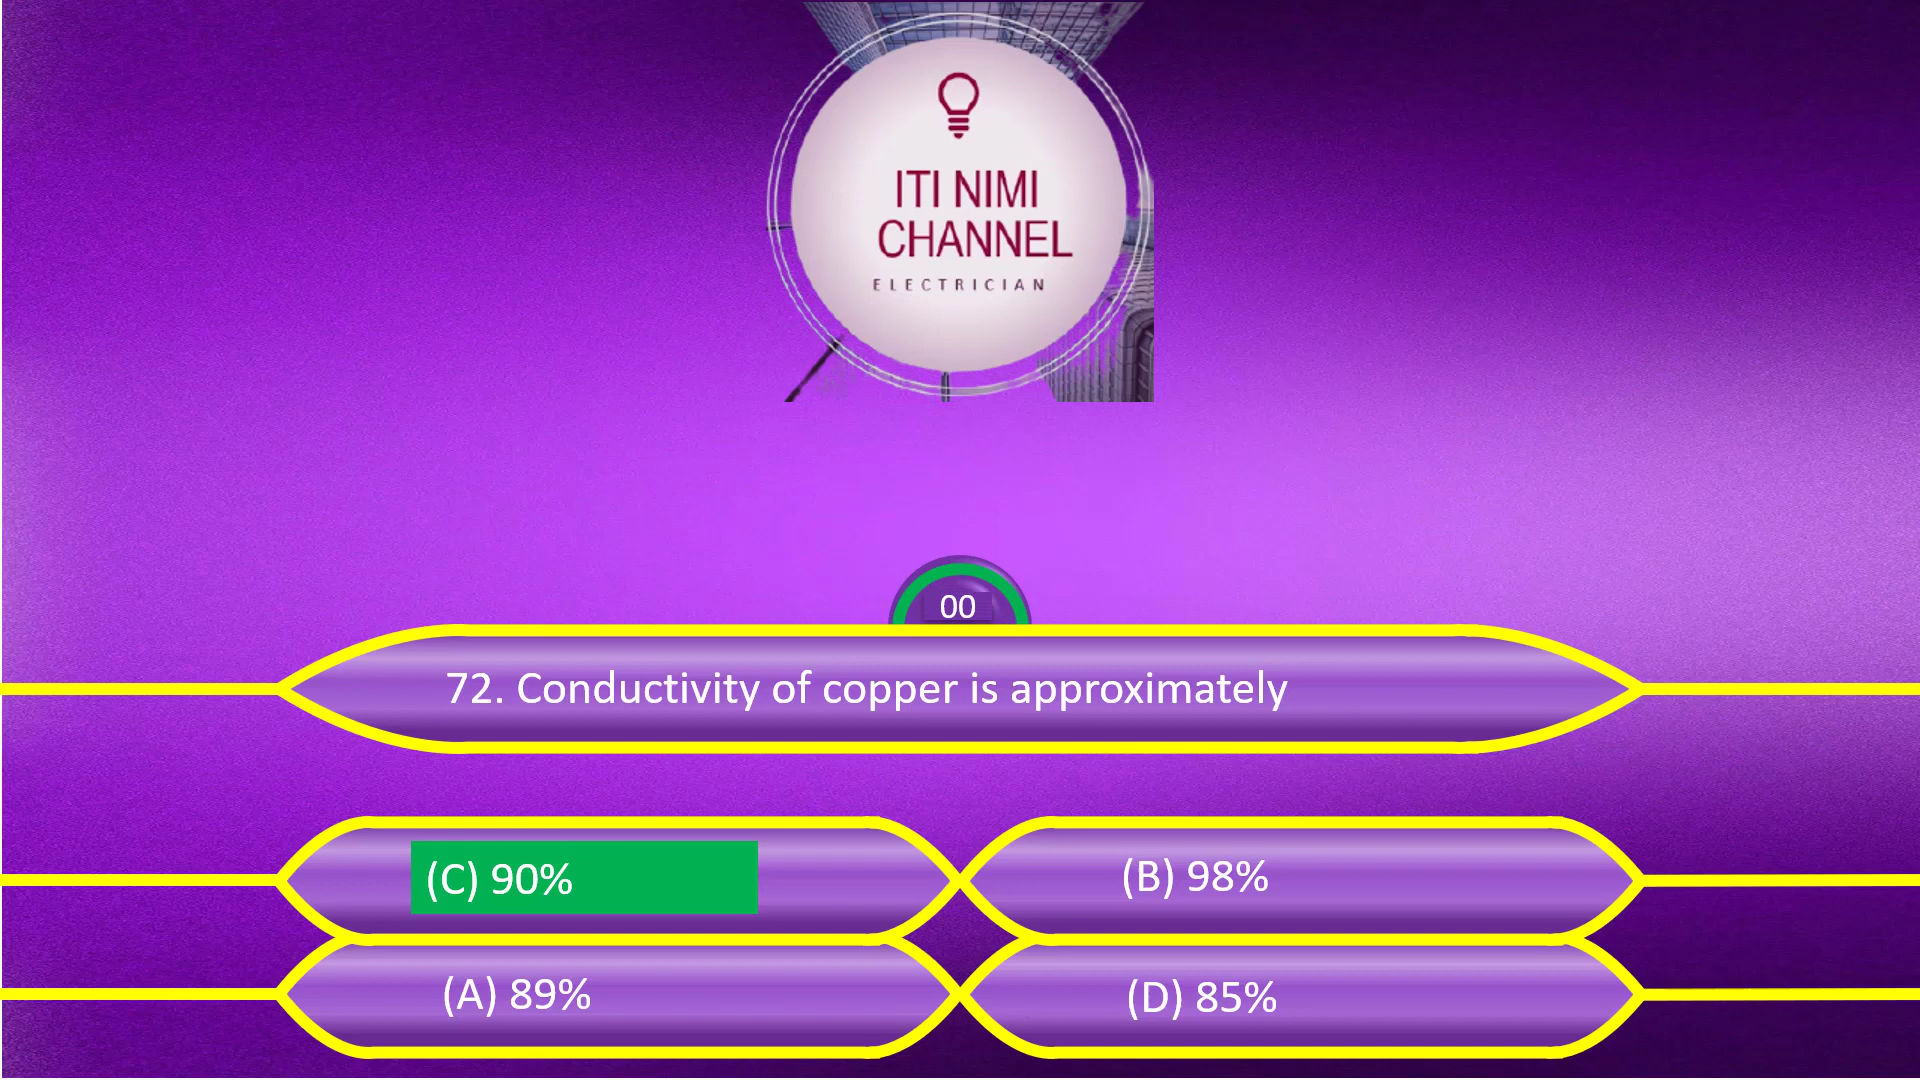 ITI NIMI
CHANNEL
ELECTRICIAN
00
72. Conductivity of copper is approximately
(C) 90%
(B) 98%
(A) 89%
(D) 85%